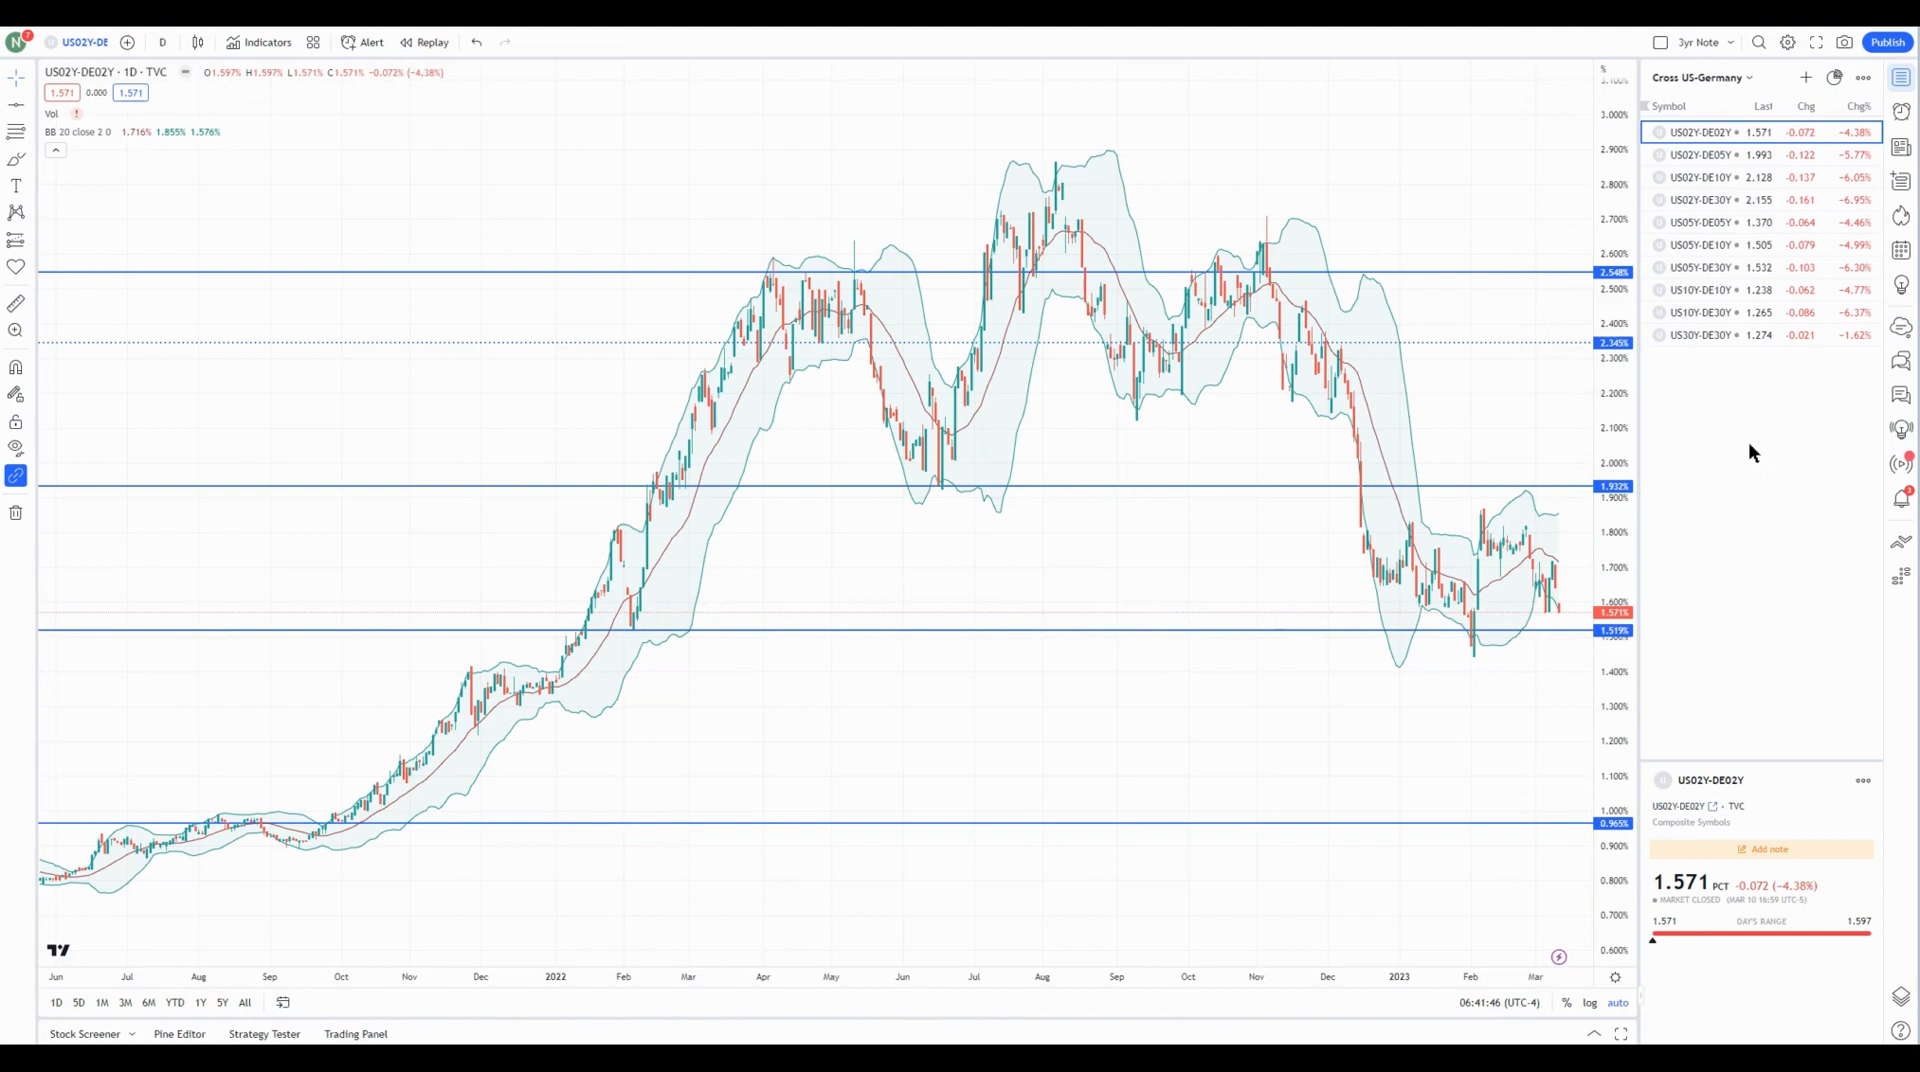 N 7 US02Y-DE D Indicators Alert Replay 3yr Note Publish
US02Y-DE02Y · 1D · TVC O1.597% H1.597% L1.571% C1.571% -0.072% (-4.38%)
1.571 0.000 1.571
Vol !
BB 20 close 2 0 1.716% 1.855% 1.576%
%
3.100%
3.000%
2.900%
2.800%
2.700%
2.600%
2.548%
2.500%
2.400%
2.345%
2.300%
2.200%
2.100%
2.000%
1.932%
1.900%
1.800%
1.700%
1.600%
1.571%
1.519%
1.400%
1.300%
1.200%
1.100%
1.000%
0.965%
0.900%
0.800%
0.700%
0.600%
Jun Jul Aug Sep Oct Nov Dec 2022 Feb Mar Apr May Jun Jul Aug Sep Oct Nov Dec 2023 Feb Mar
1D 5D 1M 3M 6M YTD 1Y 5Y All 06:41:46 (UTC-4) % log auto
Stock Screener Pine Editor Strategy Tester Trading Panel
Cross US-Germany
Symbol Last Chg Chg%
US02Y-DE02Y 1.571 -0.072 -4.38%
US02Y-DE05Y 1.993 -0.122 -5.77%
US02Y-DE10Y 2.128 -0.137 -6.05%
US02Y-DE30Y 2.155 -0.161 -6.95%
US05Y-DE05Y 1.370 -0.064 -4.46%
US05Y-DE10Y 1.505 -0.079 -4.99%
US05Y-DE30Y 1.532 -0.103 -6.30%
US10Y-DE10Y 1.238 -0.062 -4.77%
US10Y-DE30Y 1.265 -0.086 -6.37%
US30Y-DE30Y 1.274 -0.021 -1.62%
U US02Y-DE02Y
US02Y-DE02Y · TVC
Composite Symbols
Add note
1.571 PCT -0.072 (-4.38%)
MARKET CLOSED (MAR 10 16:59 UTC-5)
1.571 DAY'S RANGE 1.597